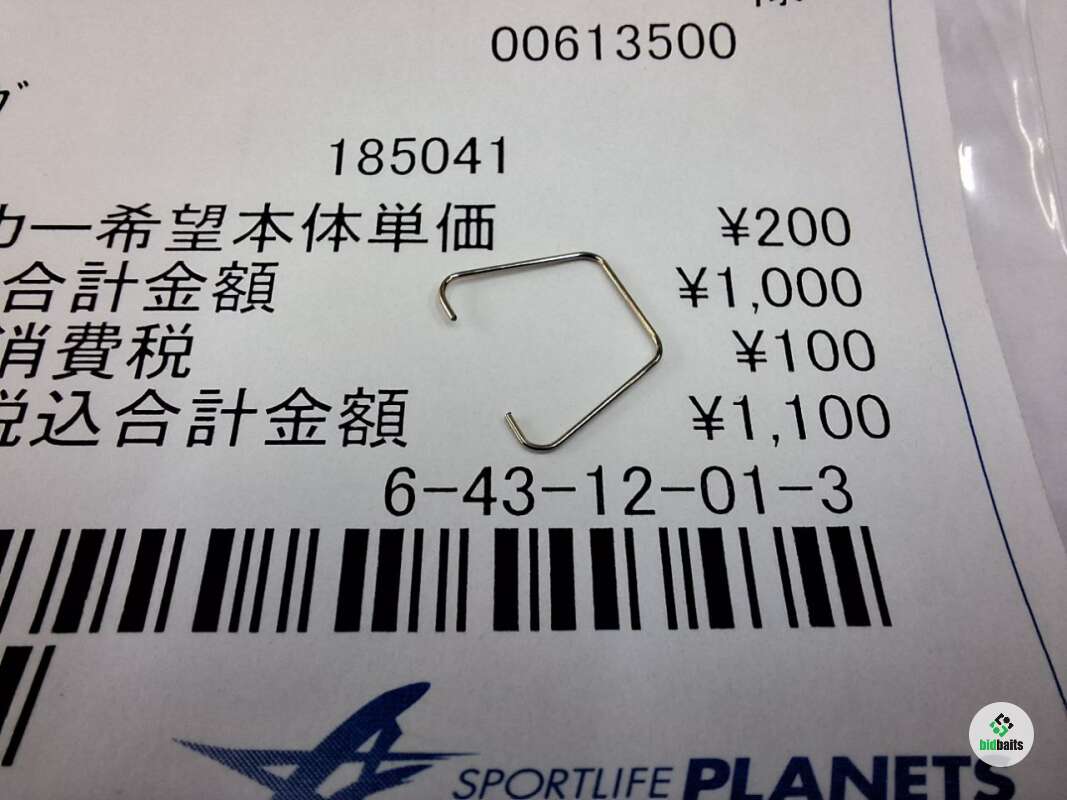 00613500
185041
カー希望本体単価 ¥200
合計金額 ¥1,000
消費税 ¥100
税込合計金額 ¥1,100
6-43-12-01-3
SPORTLIFE PLANETS
bidbaits